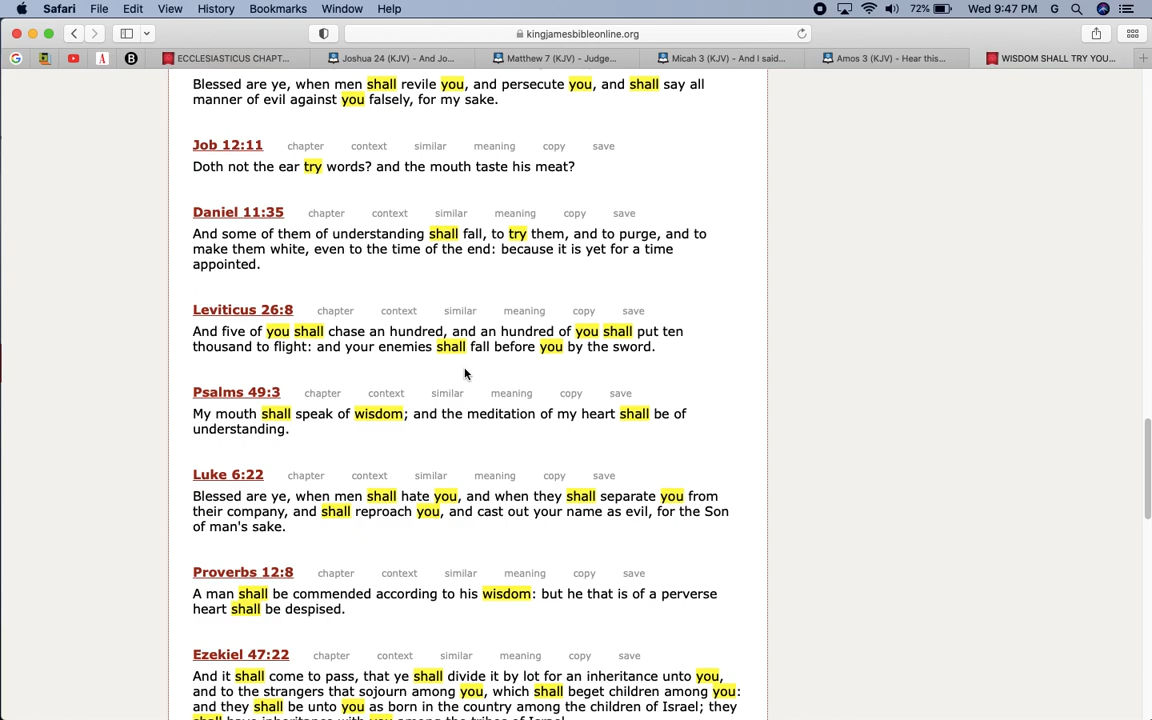 Safari File Edit View History Bookmarks Window Help 72% Wed 9:47 PM G
kingjamesbibleonline.org
ECCLESIASTICUS CHAPT... Joshua 24 (KJV) - And Jo... Matthew 7 (KJV) - Judge... Micah 3 (KJV) - And I said... Amos 3 (KJV) - Hear this... WISDOM SHALL TRY YOU...
Blessed are ye, when men shall revile you, and persecute you, and shall say all
manner of evil against you falsely, for my sake.
Job 12:11 chapter context similar meaning copy save
Doth not the ear try words? and the mouth taste his meat?
Daniel 11:35 chapter context similar meaning copy save
And some of them of understanding shall fall, to try them, and to purge, and to
make them white, even to the time of the end: because it is yet for a time
appointed.
Leviticus 26:8 chapter context similar meaning copy save
And five of you shall chase an hundred, and an hundred of you shall put ten
thousand to flight: and your enemies shall fall before you by the sword.
Psalms 49:3 chapter context similar meaning copy save
My mouth shall speak of wisdom; and the meditation of my heart shall be of
understanding.
Luke 6:22 chapter context similar meaning copy save
Blessed are ye, when men shall hate you, and when they shall separate you from
their company, and shall reproach you, and cast out your name as evil, for the Son
of man's sake.
Proverbs 12:8 chapter context similar meaning copy save
A man shall be commended according to his wisdom: but he that is of a perverse
heart shall be despised.
Ezekiel 47:22 chapter context similar meaning copy save
And it shall come to pass, that ye shall divide it by lot for an inheritance unto you,
and to the strangers that sojourn among you, which shall beget children among you:
and they shall be unto you as born in the country among the children of Israel; they
shall have inheritance with you among the tribes of Israel